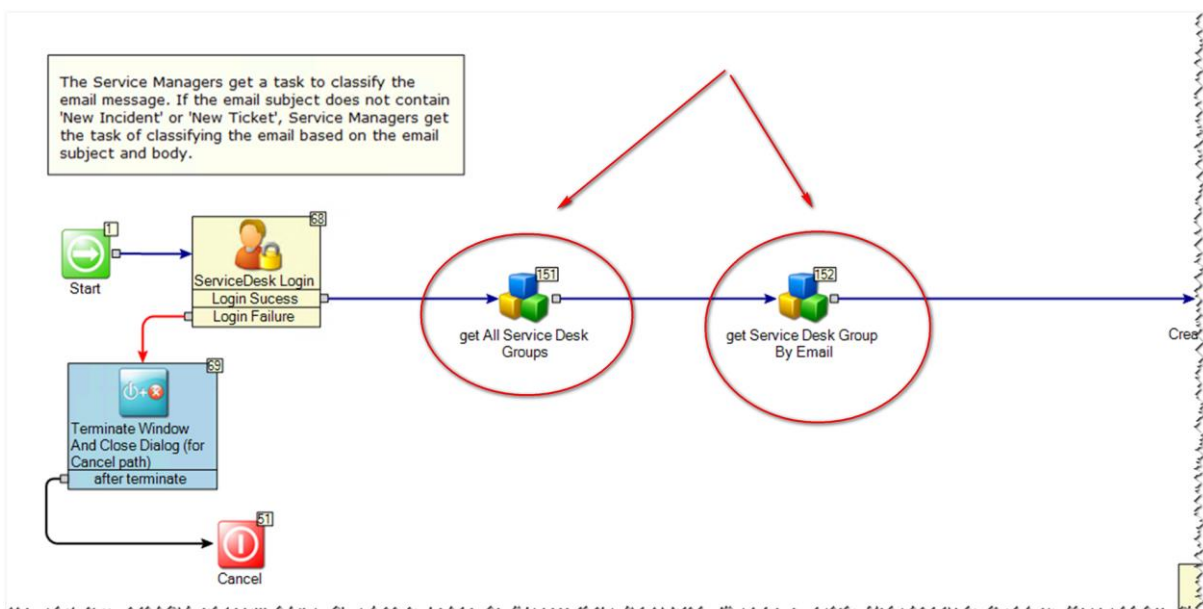 The Service Managers get a task to classify the
email message. If the email subject does not contain
'New Incident' or 'New Ticket', Service Managers get
the task of classifying the email based on the email
subject and body.
1
Start
68
ServiceDesk Login
Login Sucess
Login Failure
151
get All Service Desk
Groups
152
get Service Desk Group
By Email
Crea
69
Terminate Window
And Close Dialog (for
Cancel path)
after terminate
51
Cancel